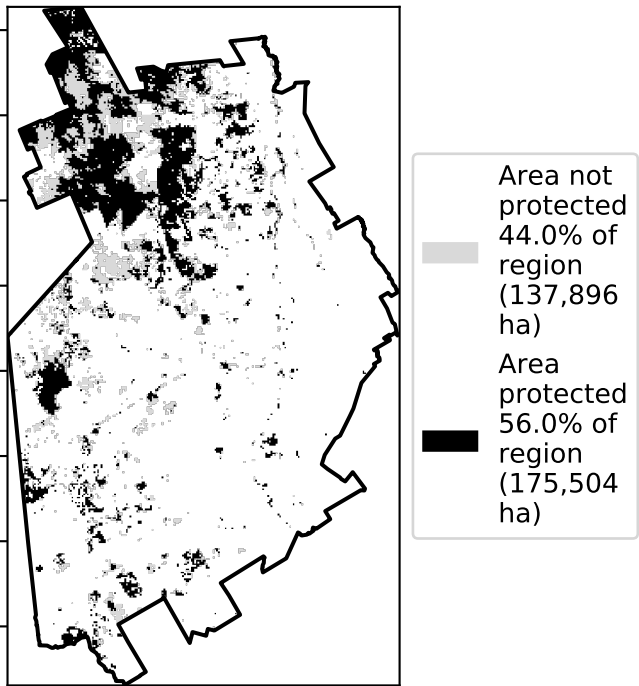 Area not
protected
44.0% of
region
(137,896
ha)
Area
protected
56.0% of
region
(175,504
ha)